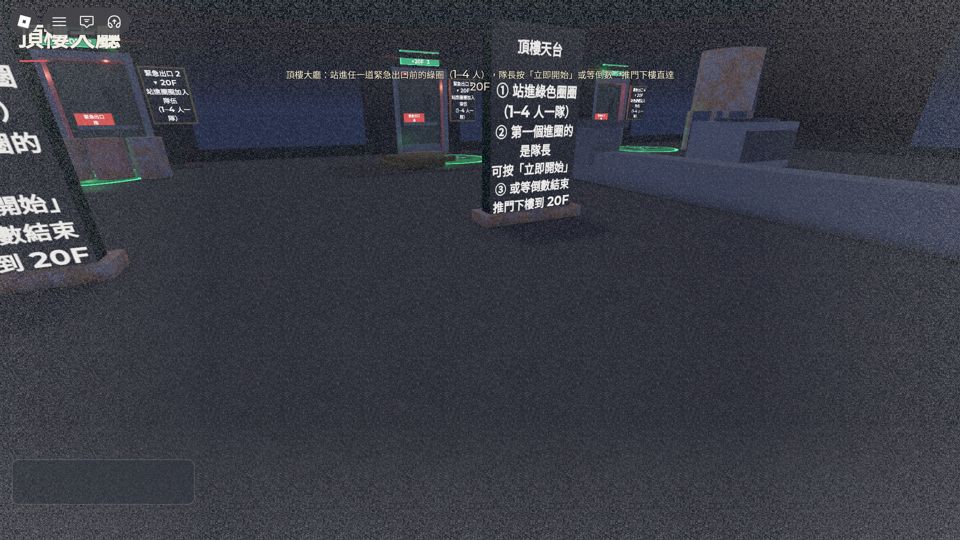 頂樓大廳
頂樓大廳：站進任一道緊急出口前的綠圈（1–4 人），隊長按「立即開始」或等倒數，推門下樓直達
20F
緊急出口 2
▼ 20F
站進圈圈加入
隊伍
（1–4 人一
隊）
緊急出口
頂樓天台
① 站進綠色圈圈
（1–4 人一隊）
② 第一個進圈的
是隊長
可按「立即開始」
③ 或等倒數結束
推門下樓到 20F
圈
）
圈的
開始」
數結束
到 20F